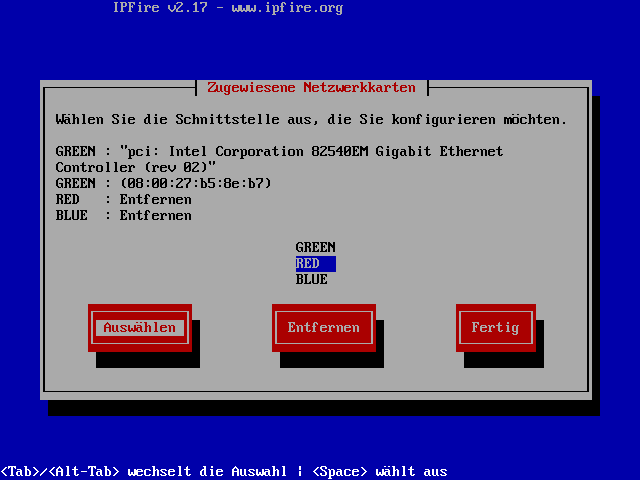 IPFire v2.17 - www.ipfire.org
Zugewiesene Netzwerkkarten
Wählen Sie die Schnittstelle aus, die Sie konfigurieren möchten.
GREEN : "pci: Intel Corporation 82540EM Gigabit Ethernet
Controller (rev 02)"
GREEN : (08:00:27:b5:8e:b7)
RED   : Entfernen
BLUE  : Entfernen
GREEN
RED
BLUE
Auswählen Entfernen Fertig
<Tab>/<Alt-Tab> wechselt die Auswahl | <Space> wählt aus